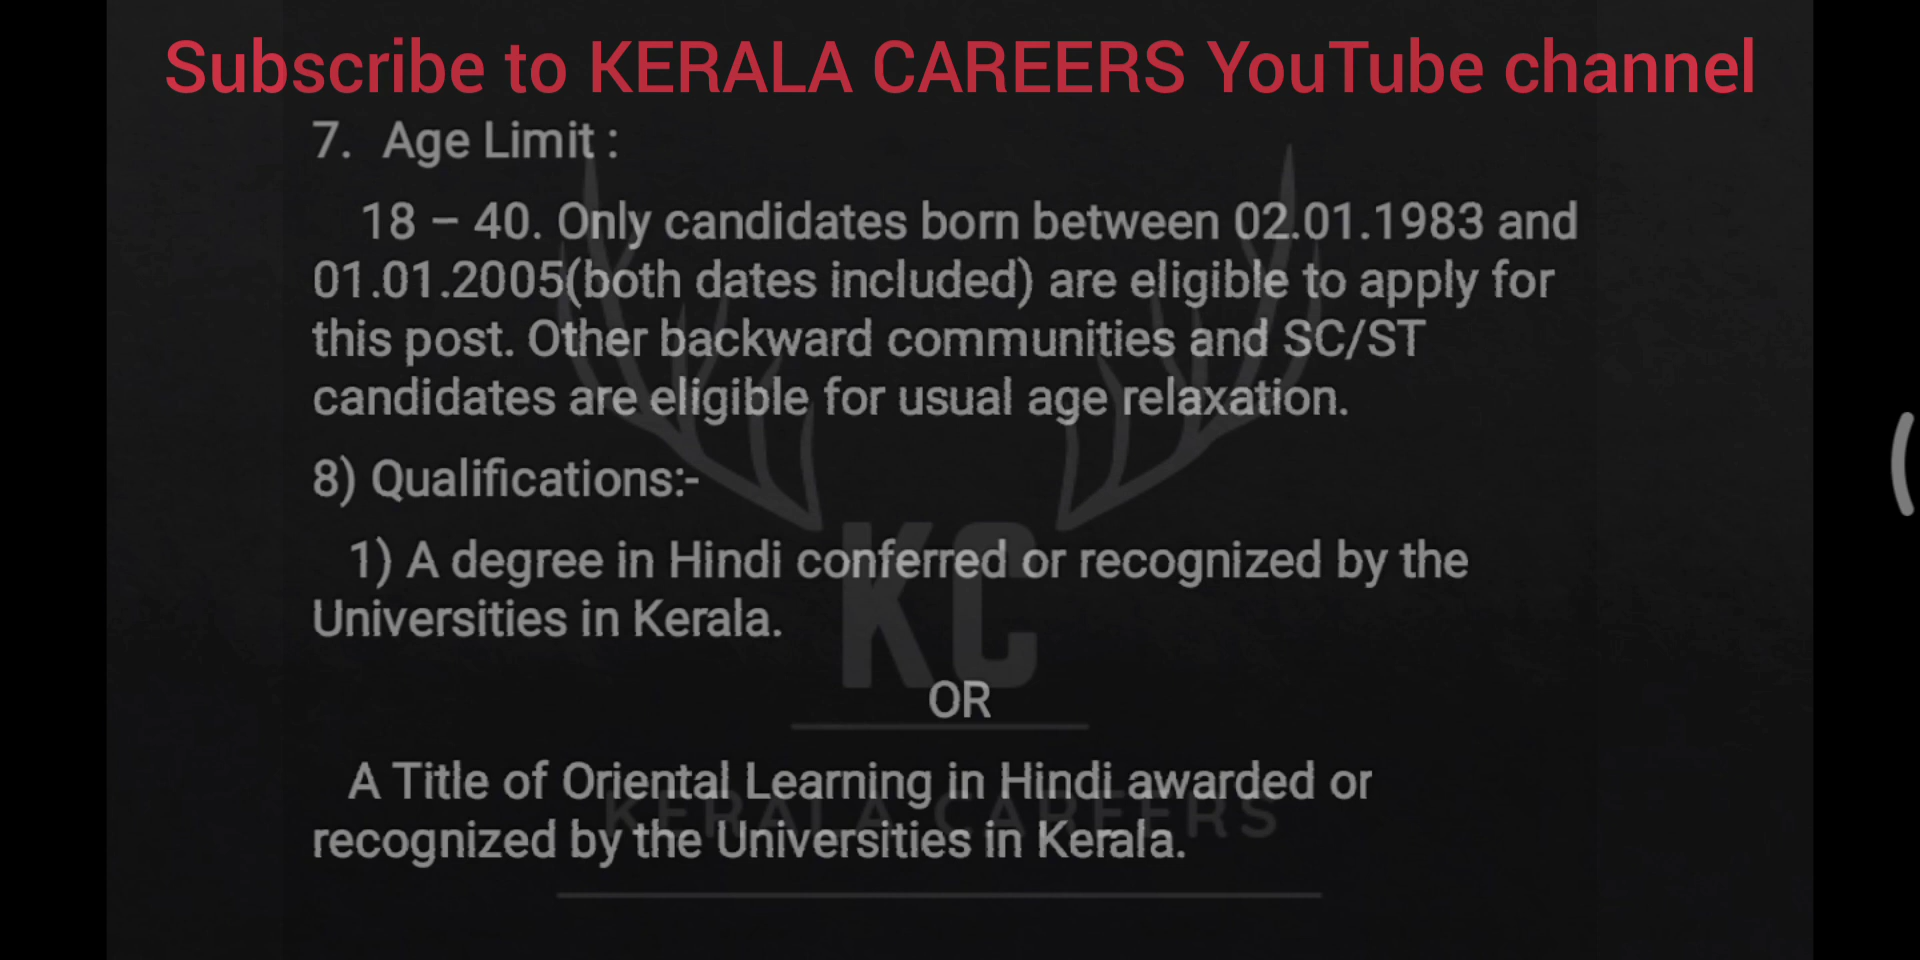 Subscribe to KERALA CAREERS YouTube channel
7. Age Limit :
18 – 40. Only candidates born between 02.01.1983 and
01.01.2005(both dates included) are eligible to apply for
this post. Other backward communities and SC/ST
candidates are eligible for usual age relaxation.
8) Qualifications:-
1) A degree in Hindi conferred or recognized by the
Universities in Kerala.
KC
OR
A Title of Oriental Learning in Hindi awarded or
KERALA CAREERS
recognized by the Universities in Kerala.